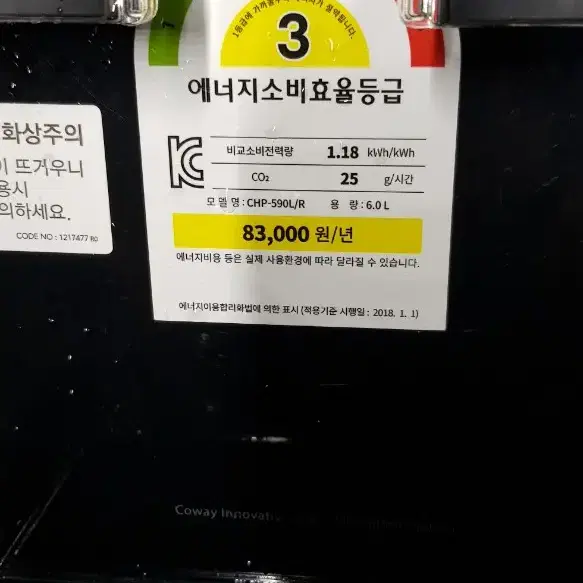 3
에너지소비효율등급
비교소비전력량 1.18 kWh/kWh
CO₂ 25 g/시간
모 델 명 : CHP-590L/R 용 량 : 6.0 L
83,000 원/년
에너지비용 등은 실제 사용환경에 따라 달라질 수 있습니다.
에너지이용합리화법에 의한 표시 (적용기준 시행일 : 2018. 1. 1)
화상주의
이 뜨거우니
용시
의하세요.
CODE NO : 1217477 R0
Coway